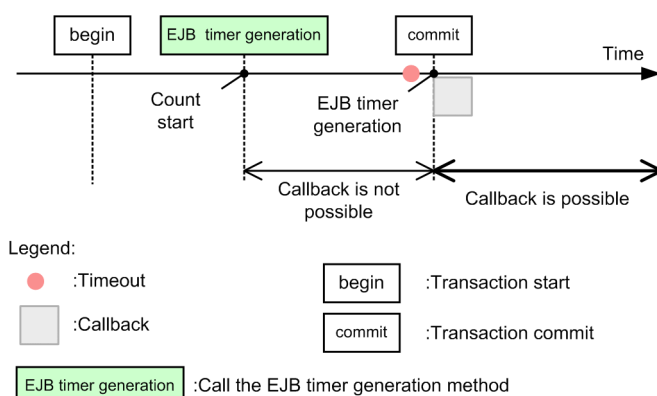 begin
EJB timer generation
commit
Time
Count
start
EJB timer
generation
Callback is not
possible
Callback is possible
Legend:
:Timeout
begin :Transaction start
:Callback
commit :Transaction commit
EJB timer generation :Call the EJB timer generation method